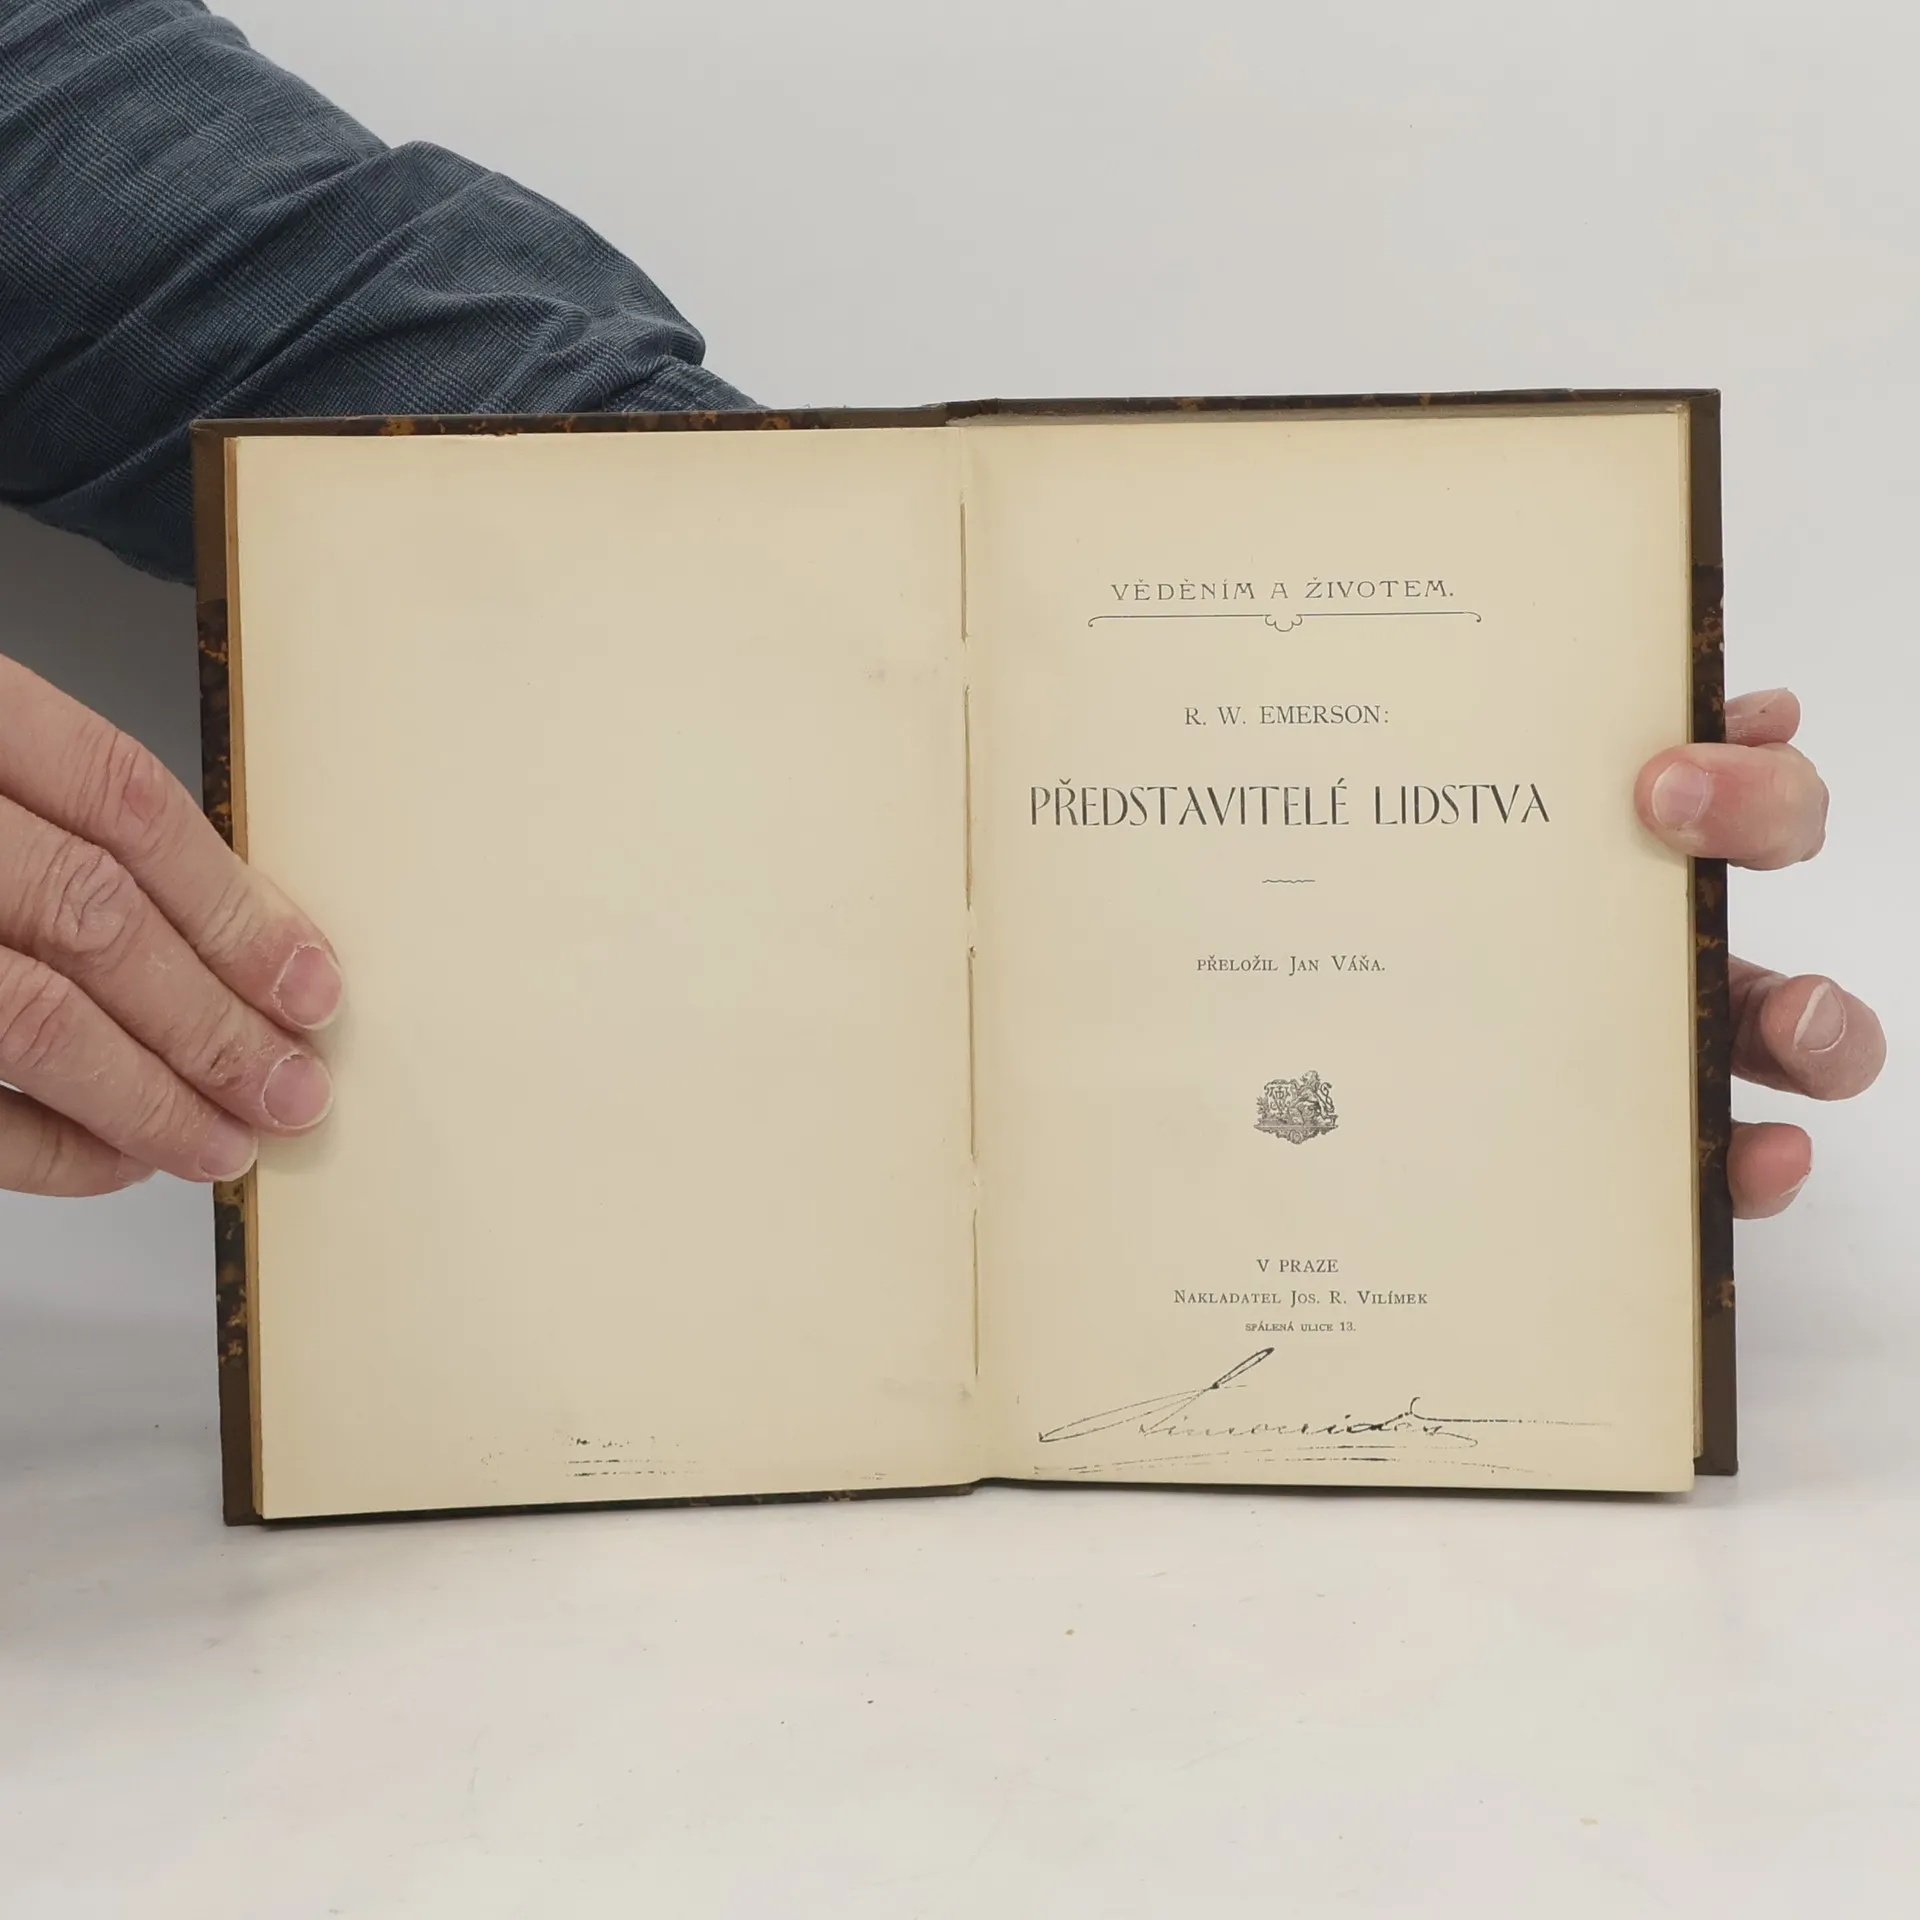 VĚDĚNÍM A ŽIVOTEM.
R. W. EMERSON:
PŘEDSTAVITELÉ LIDSTVA
PŘELOŽIL JAN VÁŇA.
V PRAZE
NAKLADATEL JOS. R. VILÍMEK
SPÁLENÁ ULICE 13.